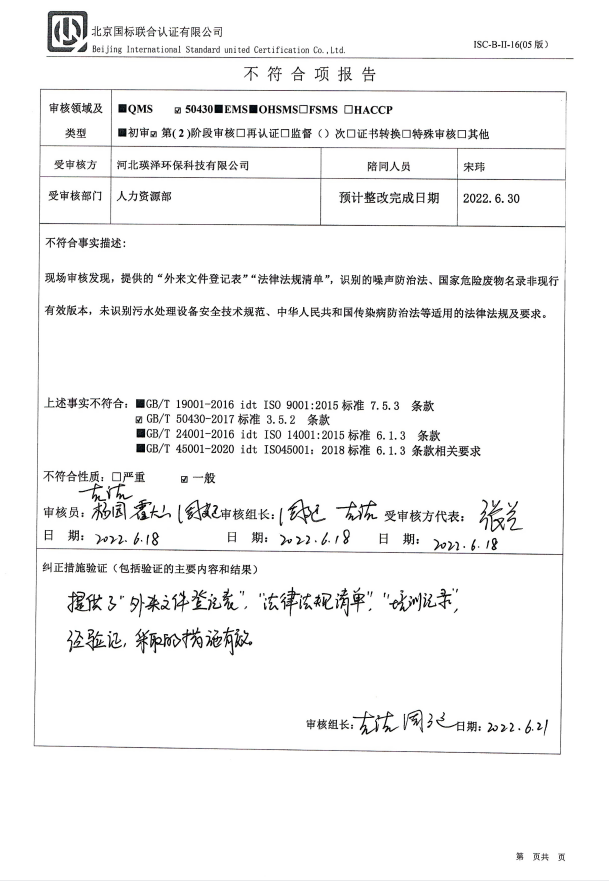 北京国标联合认证有限公司
Beijing International Standard united Certification Co.,Ltd.
ISC-B-II-16(05 版)
不符合项报告
审核领域及类型
■QMS ☑ 50430■EMS■OHSMS□FSMS □HACCP
■初审☑ 第(2)阶段审核□再认证□监督()次□证书转换□特殊审核□其他
受审核方 河北瑛泽环保科技有限公司 陪同人员 宋玮
受审核部门 人力资源部 预计整改完成日期 2022.6.30
不符合事实描述:
现场审核发现，提供的“外来文件登记表”“法律法规清单”，识别的噪声防治法、国家危险废物名录非现行
有效版本，未识别污水处理设备安全技术规范、中华人民共和国传染病防治法等适用的法律法规及要求。
上述事实不符合：■GB/T 19001-2016 idt ISO 9001:2015 标准 7.5.3 条款
☑ GB/T 50430-2017 标准 3.5.2 条款
■GB/T 24001-2016 idt ISO 14001:2015 标准 6.1.3 条款
■GB/T 45001-2020 idt ISO45001：2018 标准 6.1.3 条款相关要求
不符合性质：□严重 ☑ 一般
审核员: 审核组长: 受审核方代表:
日 期: 2022.6.18 日 期: 2022.6.18 日 期: 2022.6.18
纠正措施验证（包括验证的主要内容和结果）
提供了“外来文件登记表”，“法律法规清单”，“培训记录”，
经验证，采取的措施有效。
审核组长: 日期: 2022.6.21
第 页共 页